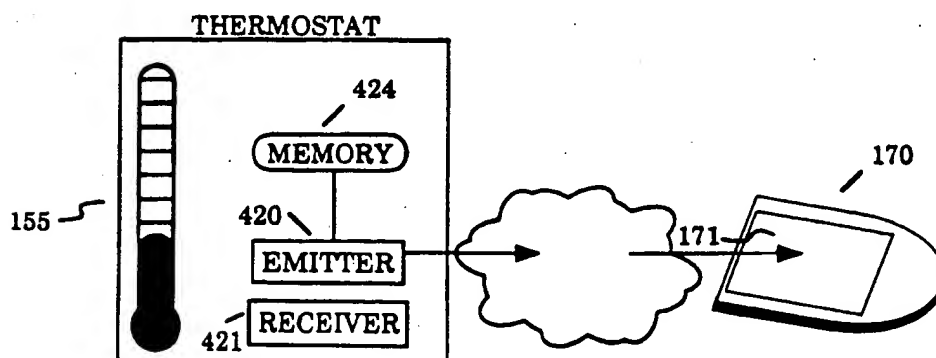 THERMOSTAT
424
MEMORY
170
155
420
171
EMITTER
421
RECEIVER